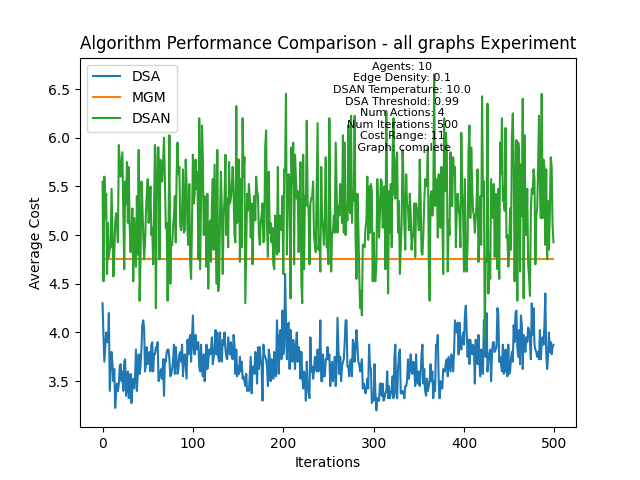 Algorithm Performance Comparison - all graphs Experiment
DSA
MGM
DSAN
Agents: 10
Edge Density: 0.1
DSAN Temperature: 10.0
DSA Threshold: 0.99
Num Actions: 4
Num Iterations: 500
Cost Range: 11
Graph: complete
Average Cost
6.5
6.0
5.5
5.0
4.5
4.0
3.5
0 100 200 300 400 500
Iterations